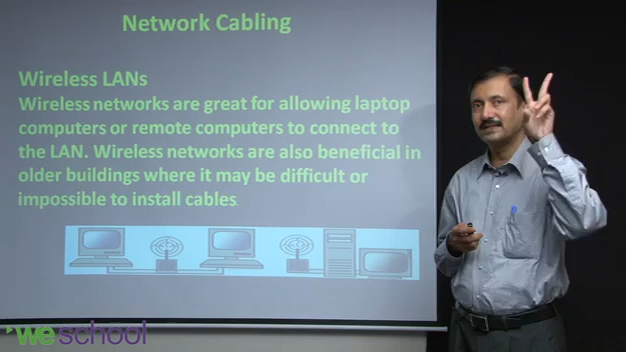 Network Cabling
Wireless LANs
Wireless networks are great for allowing laptop
computers or remote computers to connect to
the LAN. Wireless networks are also beneficial in
older buildings where it may be difficult or
impossible to install cables.
weschool